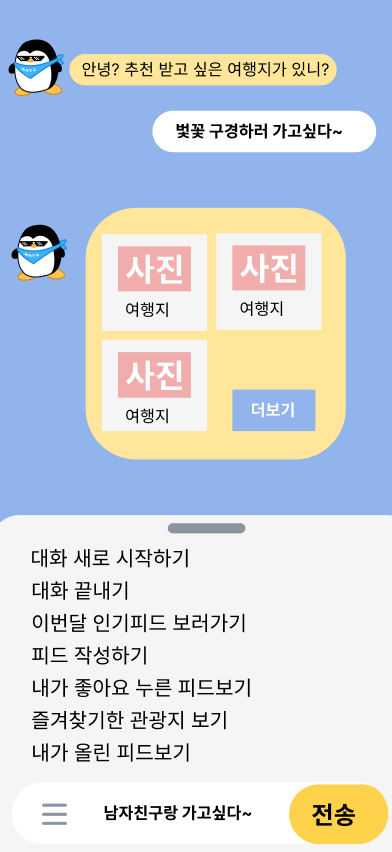 안녕? 추천 받고 싶은 여행지가 있니?
벚꽃 구경하러 가고싶다~
사진
여행지
사진
여행지
사진
여행지
더보기
대화 새로 시작하기
대화 끝내기
이번달 인기피드 보러가기
피드 작성하기
내가 좋아요 누른 피드보기
즐겨찾기한 관광지 보기
내가 올린 피드보기
남자친구랑 가고싶다~
전송